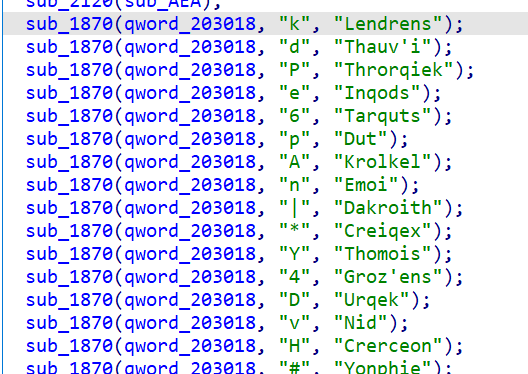 sub_2120(sub_AEA);
sub_1870(qword_203018, "k", "Lendrens");
sub_1870(qword_203018, "d", "Thauv'i");
sub_1870(qword_203018, "P", "Throrqiek");
sub_1870(qword_203018, "e", "Inqods");
sub_1870(qword_203018, "6", "Tarquts");
sub_1870(qword_203018, "p", "Dut");
sub_1870(qword_203018, "A", "Krolkel");
sub_1870(qword_203018, "n", "Emoi");
sub_1870(qword_203018, "|", "Dakroith");
sub_1870(qword_203018, "*", "Creiqex");
sub_1870(qword_203018, "Y", "Thomois");
sub_1870(qword_203018, "4", "Groz'ens");
sub_1870(qword_203018, "D", "Urqek");
sub_1870(qword_203018, "v", "Nid");
sub_1870(qword_203018, "H", "Crerceon");
sub_1870(qword_203018, "#", "Yonphie");